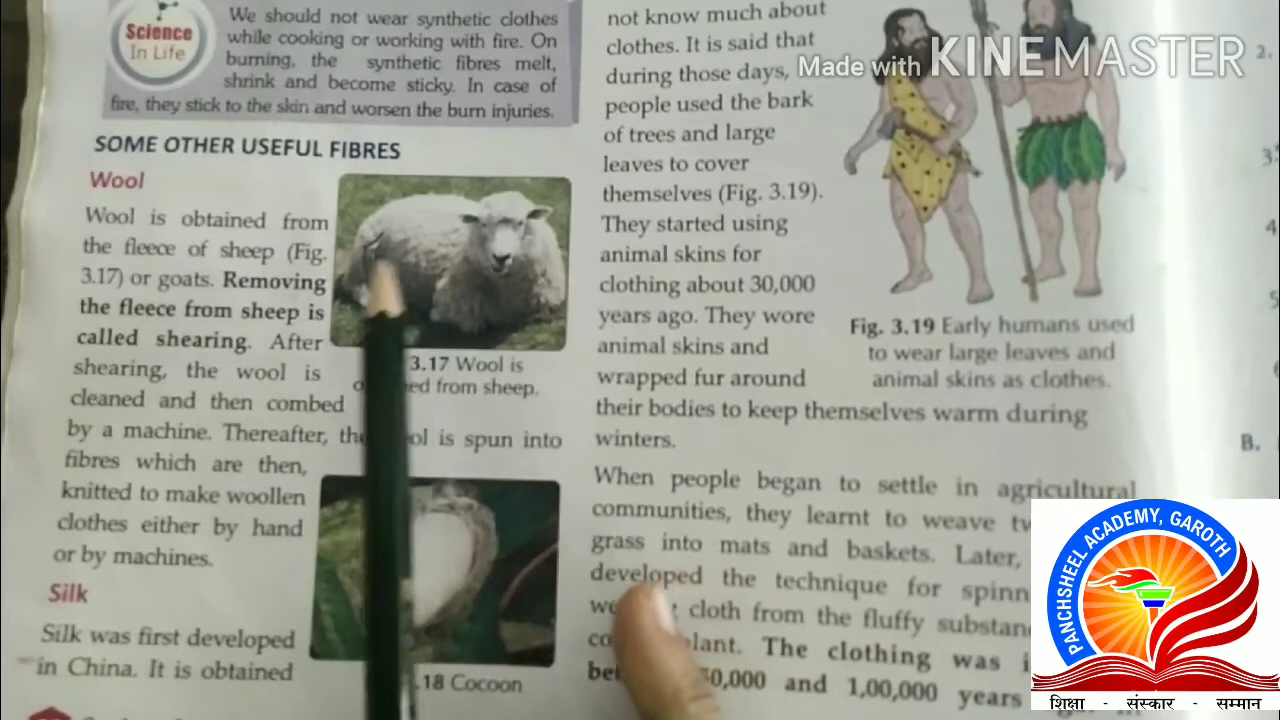 Science
In Life
We should not wear synthetic clothes
while cooking or working with fire. On
burning, the synthetic fibres melt,
shrink and become sticky. In case of
fire, they stick to the skin and worsen the burn injuries.
SOME OTHER USEFUL FIBRES
Wool
Wool is obtained from
the fleece of sheep (Fig.
3.17) or goats. Removing
the fleece from sheep is
called shearing. After
shearing, the wool is
cleaned and then combed
by a machine. Thereafter, is spun into
fibres which are then,
knitted to make woollen
clothes either by hand
or by machines.
3.17 Wool is
from sheep.
Silk
Silk was first developed
in China. It is obtained
.18 Cocoon
not know much about
clothes. It is said that
during those days,
people used the bark
of trees and large
leaves to cover
themselves (Fig. 3.19).
They started using
animal skins for
clothing about 30,000
years ago. They wore
animal skins and
wrapped fur around
their bodies to keep themselves warm during
winters.
Fig. 3.19 Early humans used
to wear large leaves and
animal skins as clothes.
When people began to settle in agricultural
communities, they learnt to weave
grass into mats and baskets. Later,
developed the technique for
cloth from the fluffy
The clothing was
and 1,00,000 years
2.
3
4
5
B.
Made with KINEMASTER
PANCHSHEEL ACADEMY, GAROTH
शिक्षा - संस्कार - सम्मान